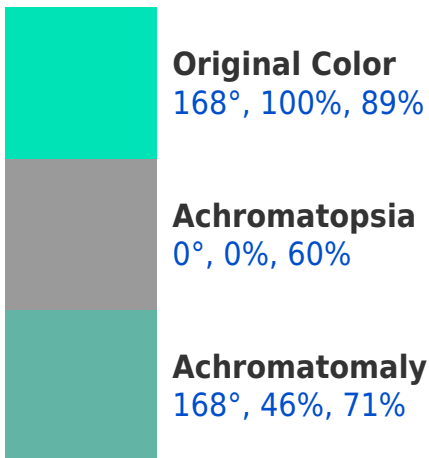 Original Color
168°, 100%, 89%
Achromatopsia
0°, 0%, 60%
Achromatomaly
168°, 46%, 71%